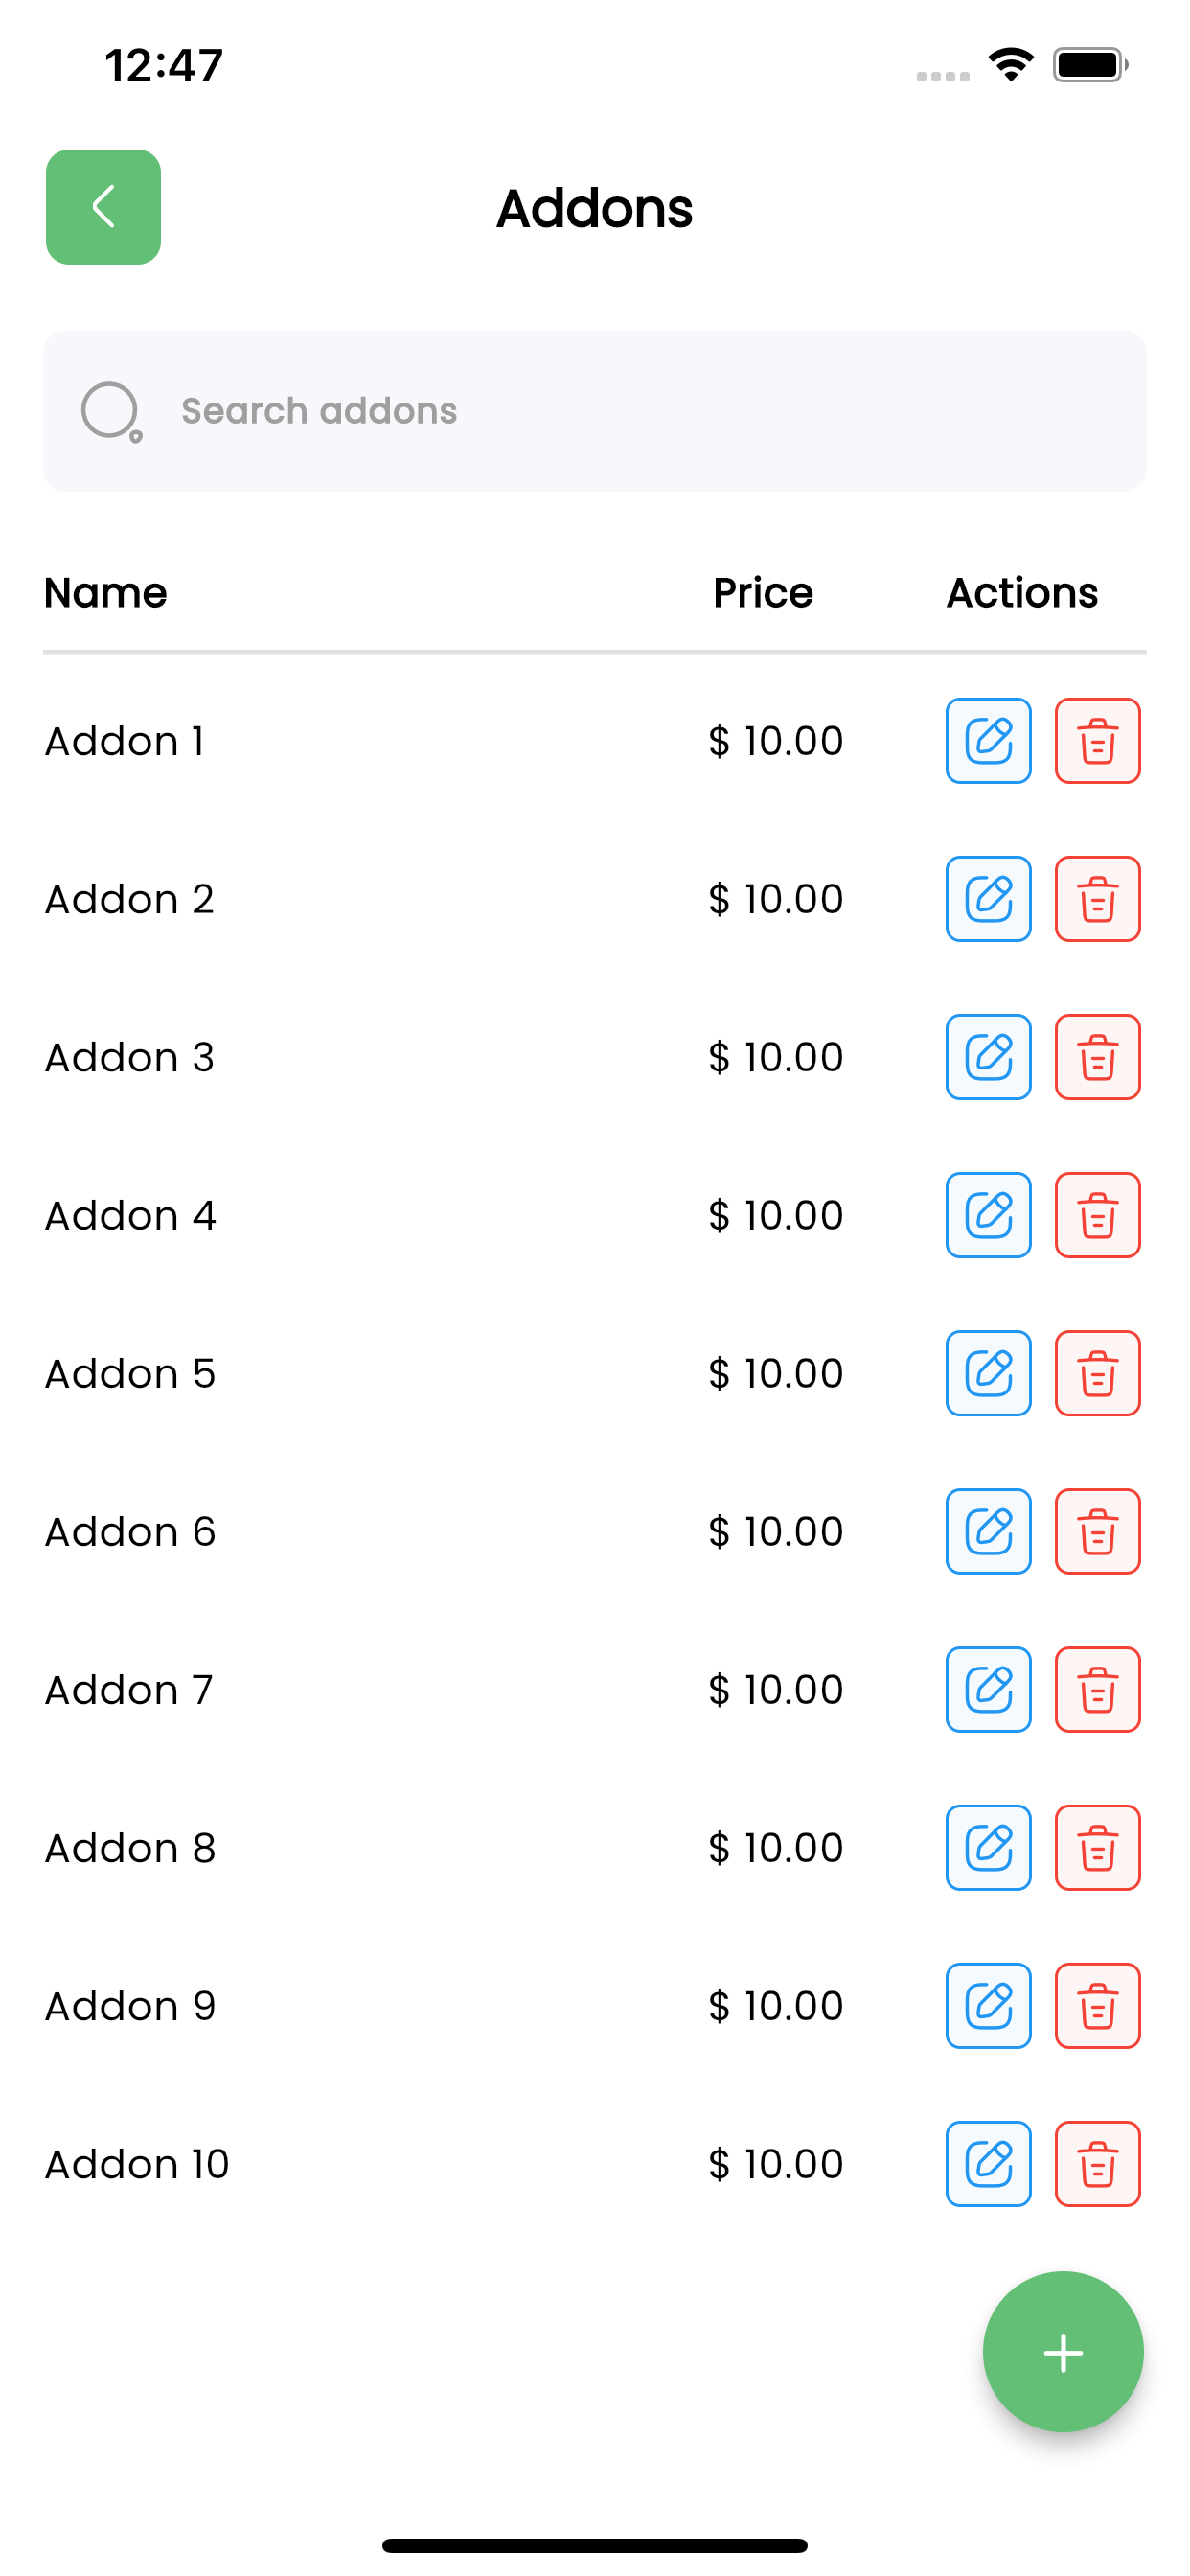 12:47
Addons
Search addons
Name Price Actions
Addon 1 $ 10.00
Addon 2 $ 10.00
Addon 3 $ 10.00
Addon 4 $ 10.00
Addon 5 $ 10.00
Addon 6 $ 10.00
Addon 7 $ 10.00
Addon 8 $ 10.00
Addon 9 $ 10.00
Addon 10 $ 10.00